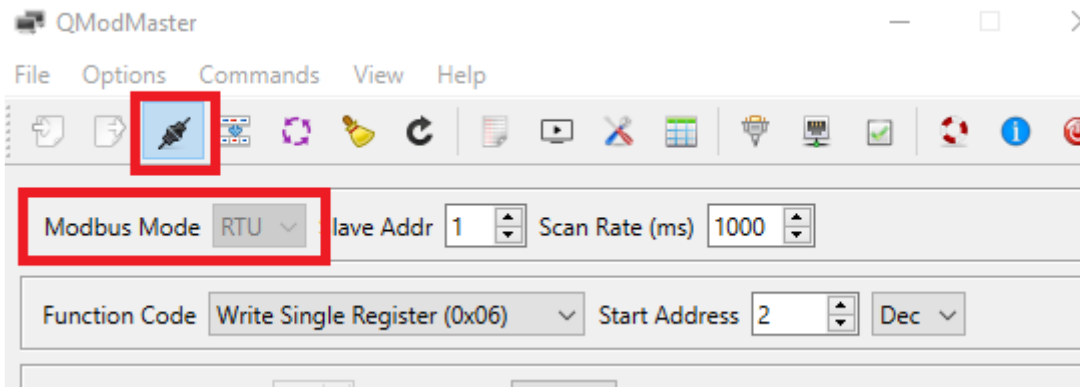 QModMaster
File Options Commands View Help
Modbus Mode RTU lave Addr 1 Scan Rate (ms) 1000
Function Code Write Single Register (0x06) Start Address 2 Dec